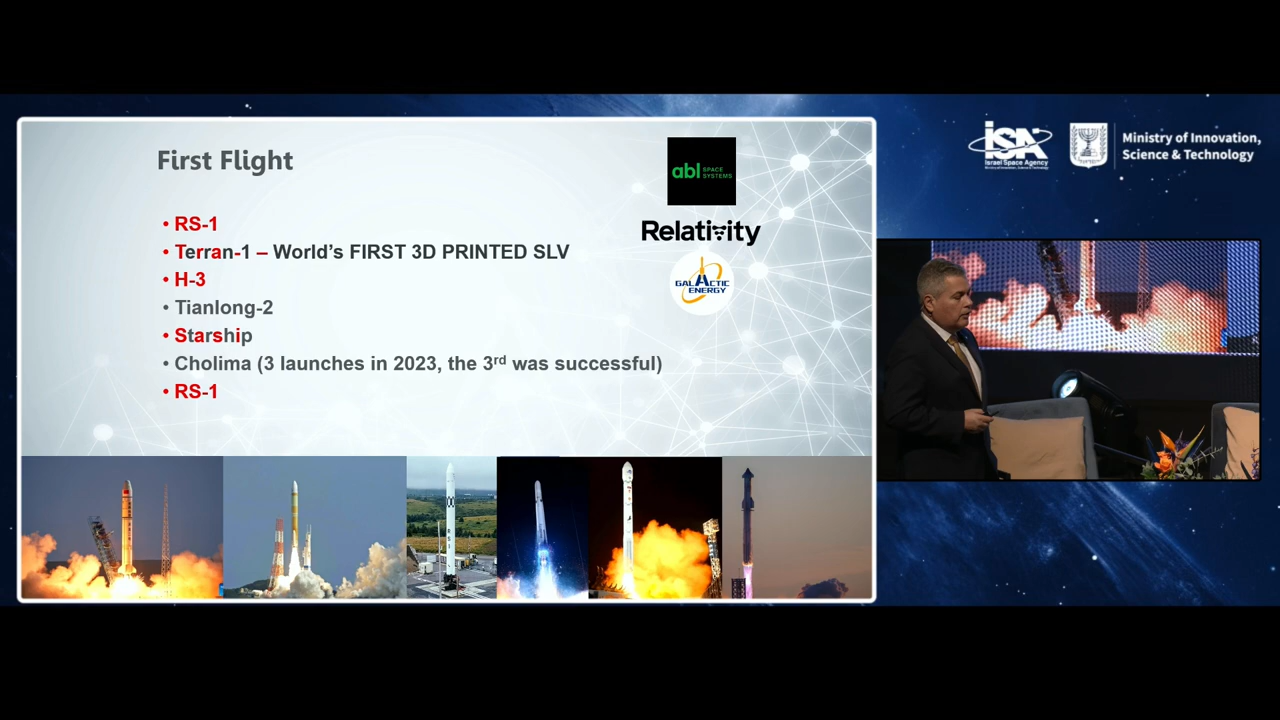 First Flight
• RS-1
• Terran-1 – World's FIRST 3D PRINTED SLV
• H-3
• Tianlong-2
• Starship
• Cholima (3 launches in 2023, the 3rd was successful)
• RS-1
abl SPACE SYSTEMS
Relativity
GALACTIC ENERGY
ISA
Israel Space Agency
Ministry of Innovation,
Science & Technology